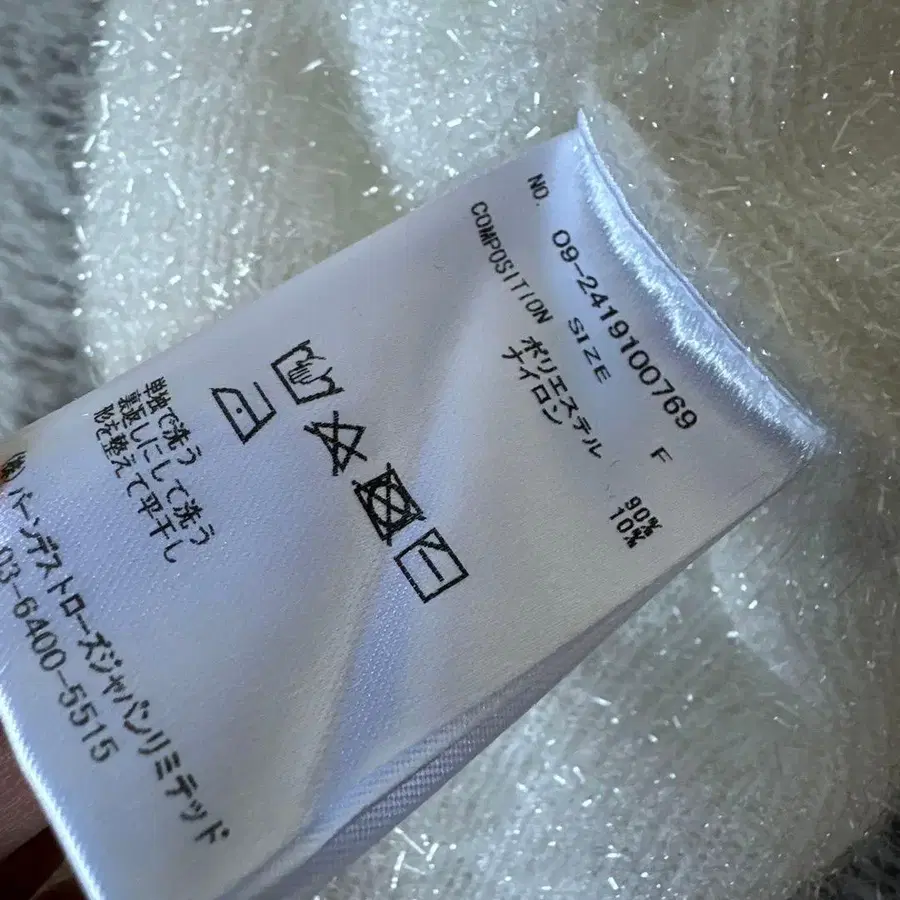 NO. 09-2419100769
COMPOSITION SIZE F
ポリエステル 90%
ナイロン 10%
単独で洗う
裏返しにして洗う
形を整えて平干し
(株)バーンデストローズジャパンリミテッド
03-6400-5515